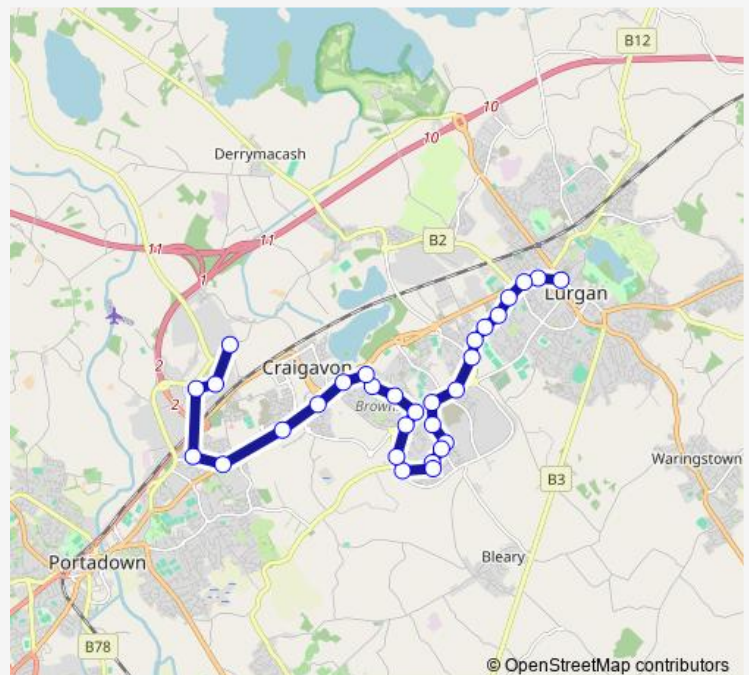 B12
10
Derrymacash
10
B2
11
11
1
Lurgan
2
Craigavon
Brown
2
Waringstown
B3
Portadown
Bleary
B78
© OpenStreetMap contributors